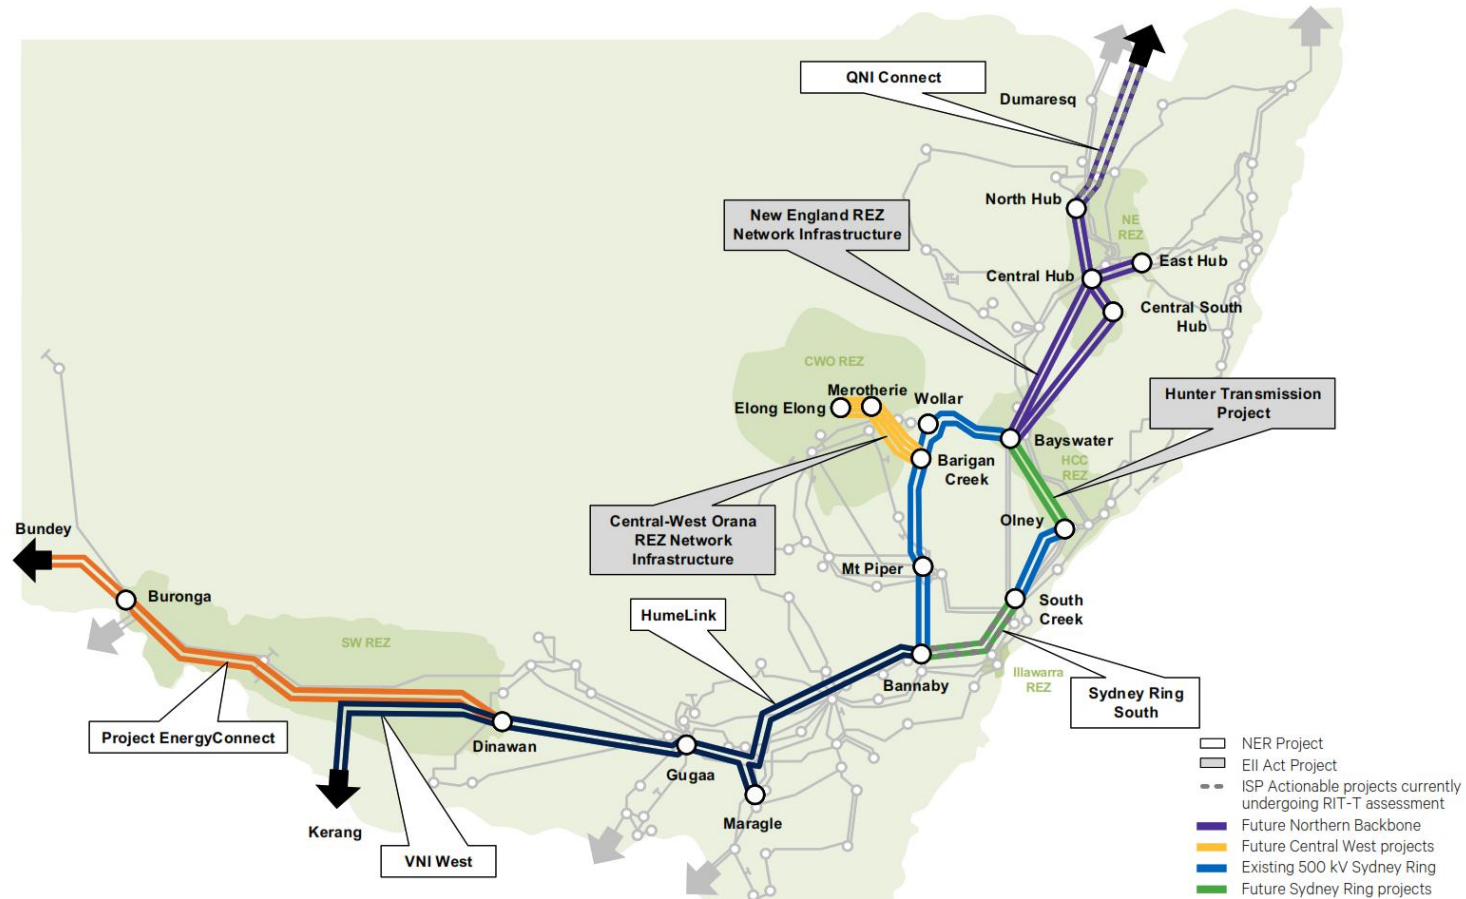 QNI Connect
Dumaresq
North Hub
New England REZ
Network Infrastructure
NE
REZ
East Hub
Central Hub
Central South
Hub
CWO REZ
Merotherie
Elong Elong
Wollar
Hunter Transmission
Project
Bayswater
Barigan
Creek
HCC
REZ
Central-West Orana
REZ Network
Infrastructure
Olney
Bundey
Mt Piper
Buronga
HumeLink
South
Creek
SW REZ
Bannaby
Illawarra
REZ
Sydney Ring
South
Project EnergyConnect
Dinawan
Gugaa
Maragle
Kerang
VNI West
NER Project
EII Act Project
ISP Actionable projects currently
undergoing RIT-T assessment
Future Northern Backbone
Future Central West projects
Existing 500 kV Sydney Ring
Future Sydney Ring projects